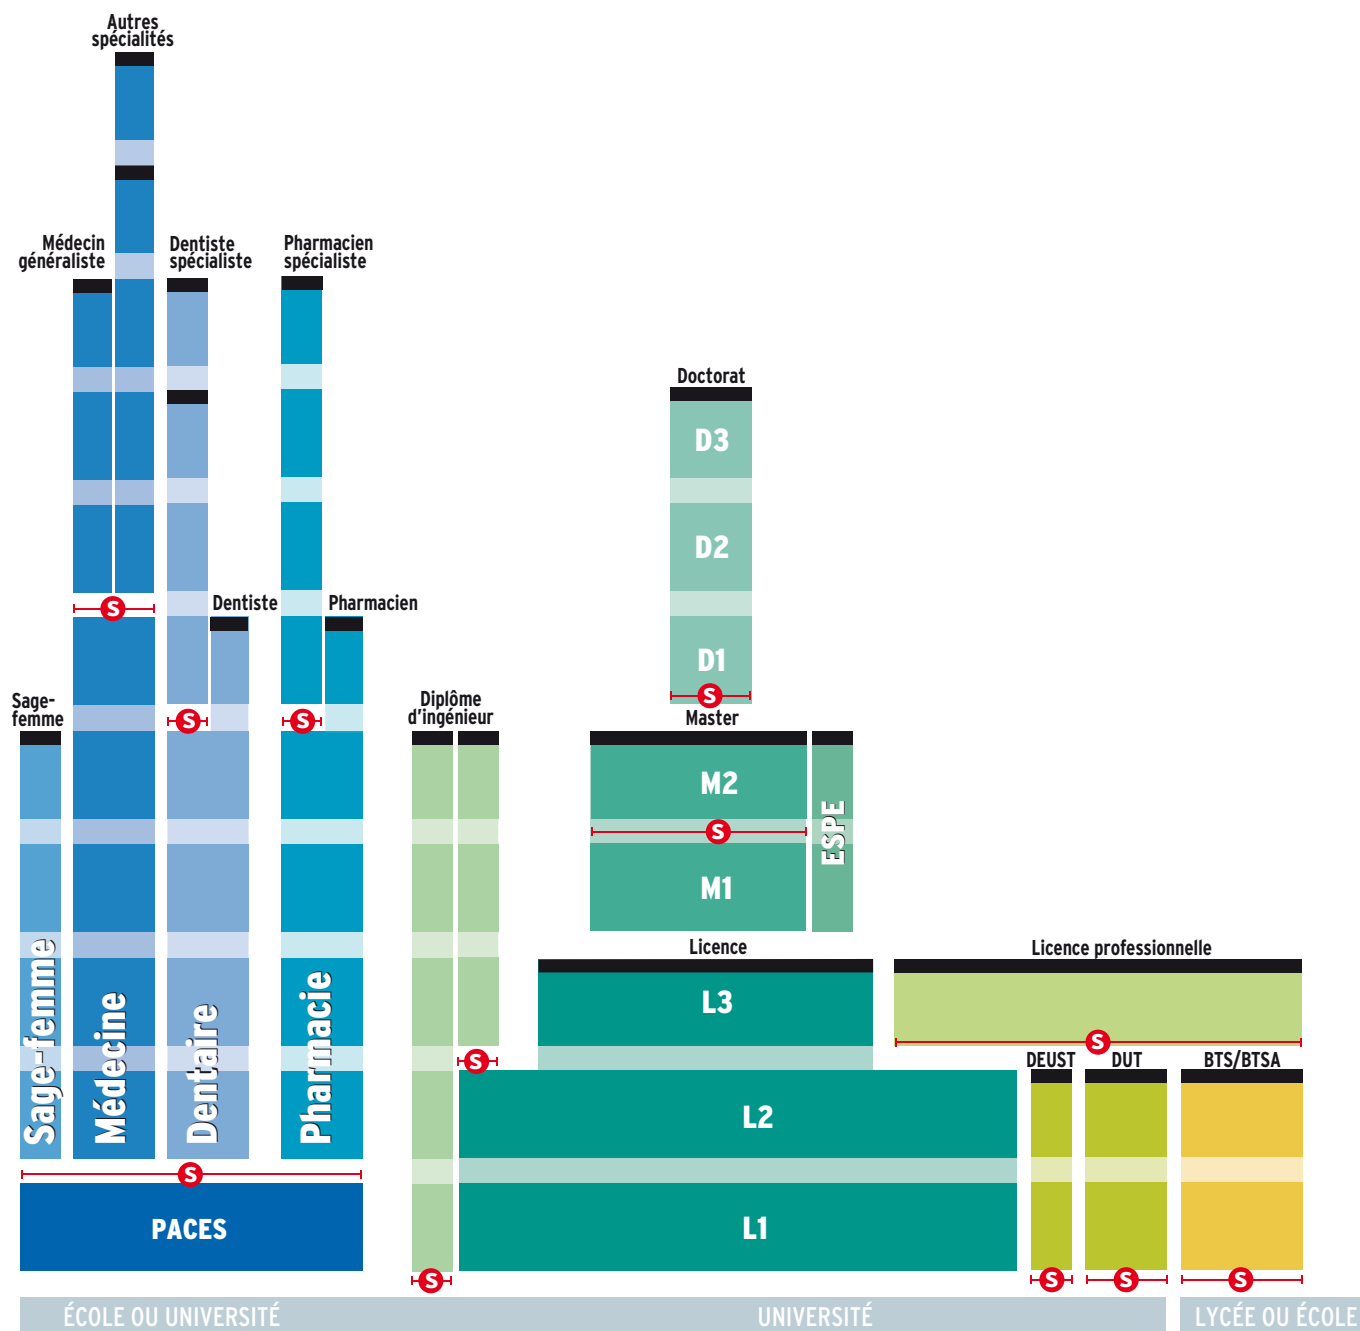 Autres
spécialités
Médecin
généraliste
Dentiste
spécialiste
Pharmacien
spécialiste
Doctorat
D3
D2
S
Dentiste
Pharmacien
D1
S
Sage-
femme
S
S
Diplôme
d'ingénieur
Master
M2
S
ESPE
M1
Licence
Licence professionnelle
L3
S
S
DEUST
DUT
BTS/BTSA
Sage-femme
Médecine
Dentaire
Pharmacie
L2
S
PACES
L1
S
S
S
S
ÉCOLE OU UNIVERSITÉ
UNIVERSITÉ
LYCÉE OU ÉCOLE